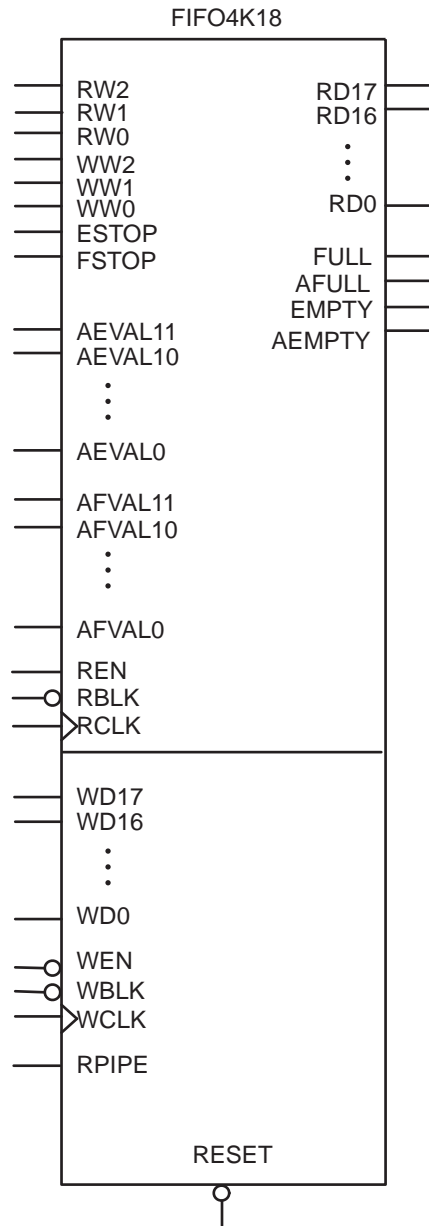 FIFO4K18
RW2
RW1
RW0
WW2
WW1
WW0
ESTOP
FSTOP
AEVAL11
AEVAL10
AEVAL0
AFVAL11
AFVAL10
AFVAL0
REN
RBLK
RCLK
RD17
RD16
RD0
FULL
AFULL
EMPTY
AEMPTY
WD17
WD16
WD0
WEN
WBLK
WCLK
RPIPE
RESET